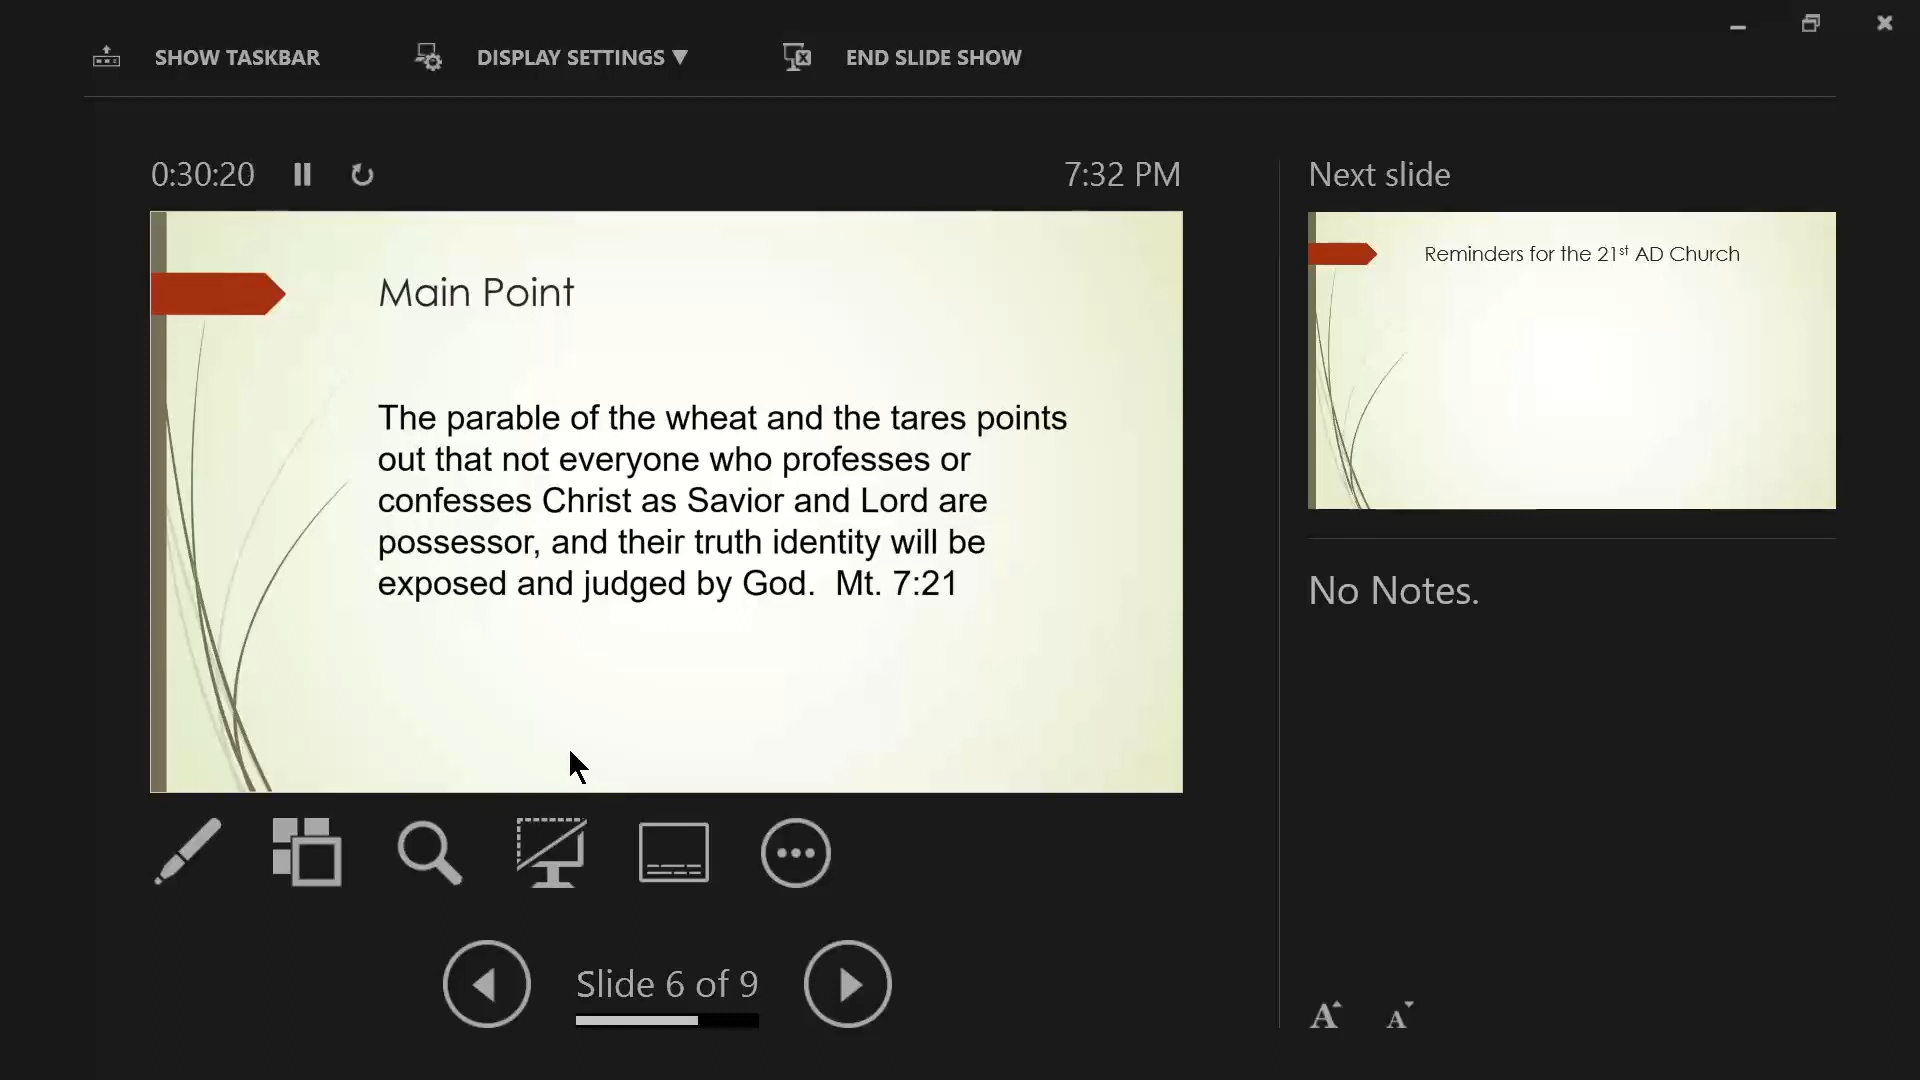 SHOW TASKBAR
DISPLAY SETTINGS ▼
END SLIDE SHOW
0:30:20
7:32 PM
Main Point
The parable of the wheat and the tares points
out that not everyone who professes or
confesses Christ as Savior and Lord are
possessor, and their truth identity will be
exposed and judged by God.  Mt. 7:21
Slide 6 of 9
Next slide
Reminders for the 21st AD Church
No Notes.
A
A